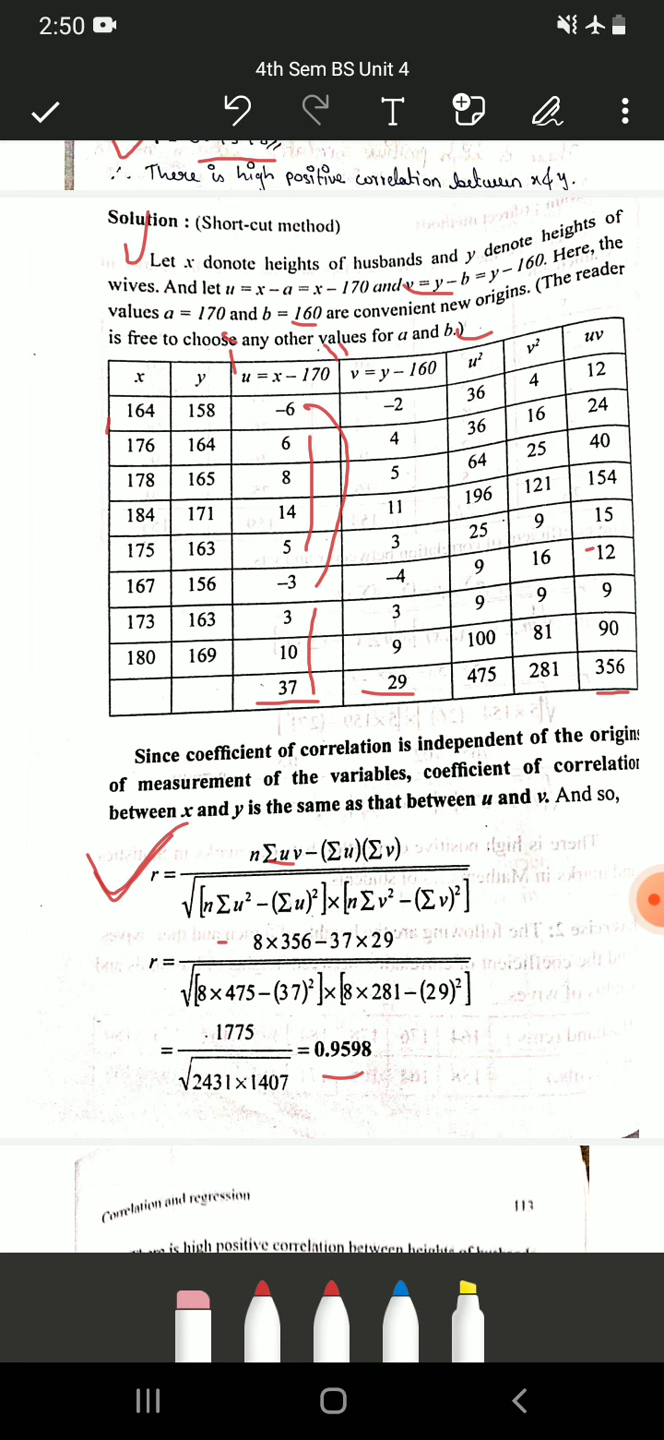 2:50
4th Sem BS Unit 4
T
∴ There is high positive correlation between x & y.
Solution : (Short-cut method)
Let x donote heights of husbands and y denote heights of
wives. And let u = x – a = x – 170 and v = y – b = y – 160. Here, the
values a = 170 and b = 160 are convenient new origins. (The reader
is free to choose any other values for a and b.)
x y u = x – 170 v = y – 160 u² v² uv
164 158 –6 –2 36 4 12
176 164 6 4 36 16 24
178 165 8 5 64 25 40
184 171 14 11 196 121 154
175 163 5 3 25 9 15
167 156 –3 –4 9 16 12
173 163 3 3 9 9 9
180 169 10 9 100 81 90
37 29 475 281 356
Since coefficient of correlation is independent of the origins
of measurement of the variables, coefficient of correlation
between x and y is the same as that between u and v. And so,
r = nΣuv – (Σu)(Σv) / √[nΣu² – (Σu)²]×[nΣv² – (Σv)²]
r = 8×356–37×29 / √[8×475–(37)²]×[8×281–(29)²]
= 1775 / √2431×1407 = 0.9598
Correlation and regression 113
is high positive correlation between heights of